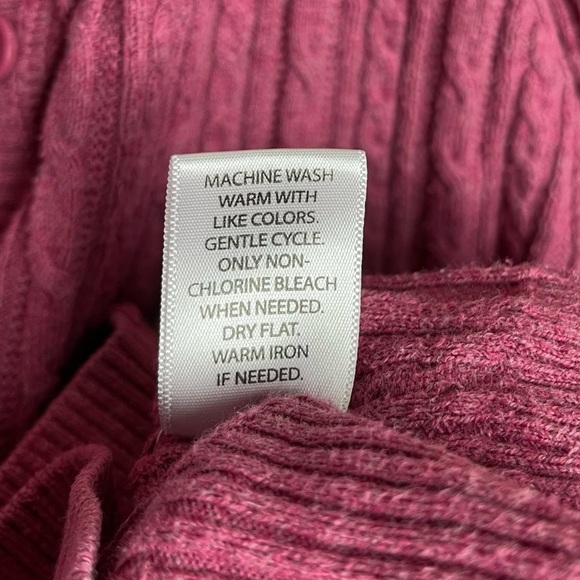 MACHINE WASH
WARM WITH
LIKE COLORS.
GENTLE CYCLE.
ONLY NON-
CHLORINE BLEACH
WHEN NEEDED.
DRY FLAT.
WARM IRON
IF NEEDED.